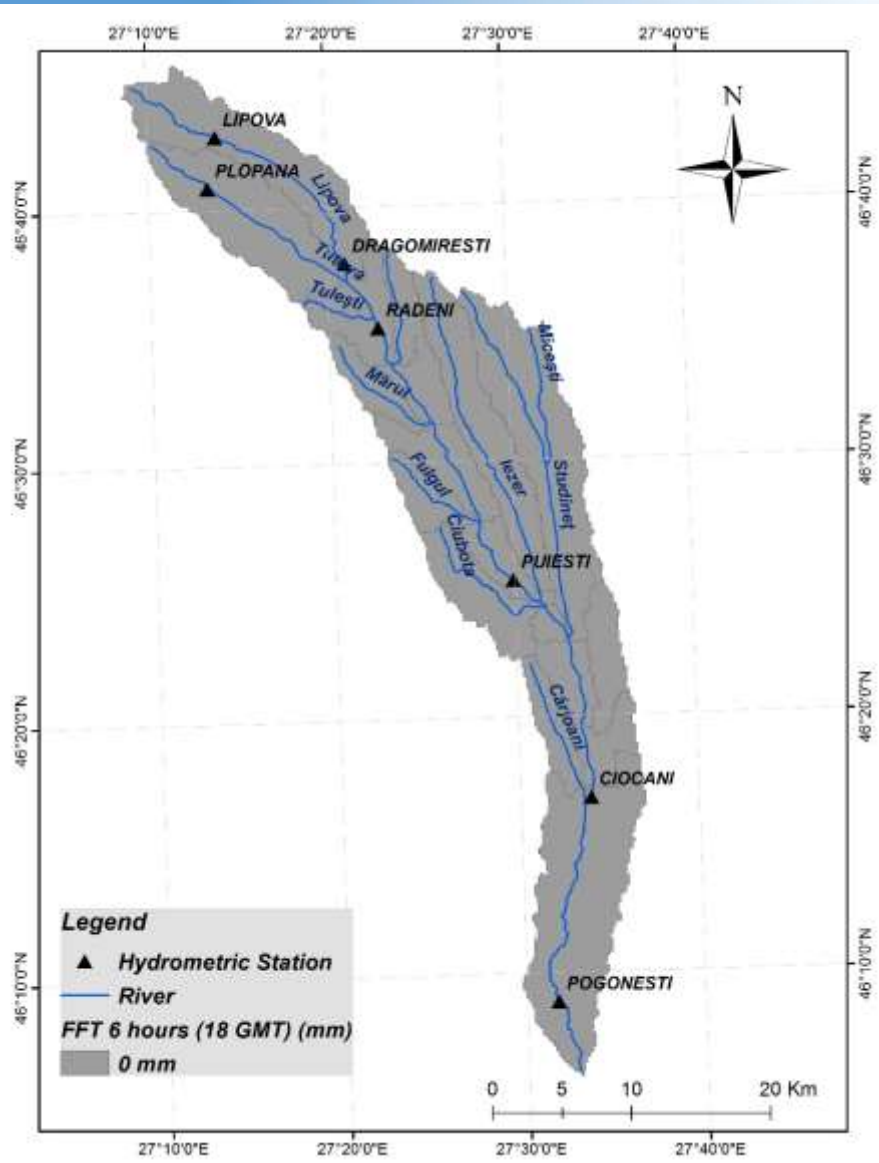 27°10'0"E
27°20'0"E
27°30'0"E
27°40'0"E
N
LIPOVA
PLOPANA
46°40'0"N
46°40'0"N
Lipova
DRAGOMIRESTI
Tuleşti
RADENI
Micești
Mărul
46°30'0"N
46°30'0"N
Iezer
Studineţ
Fulgul
Ciubota
PUIESTI
46°20'0"N
46°20'0"N
Cârjoani
CIOCANI
Legend
Hydrometric Station
River
FFT 6 hours (18 GMT) (mm)
0 mm
46°10'0"N
46°10'0"N
POGONESTI
0 5 10 20 Km
27°10'0"E
27°20'0"E
27°30'0"E
27°40'0"E